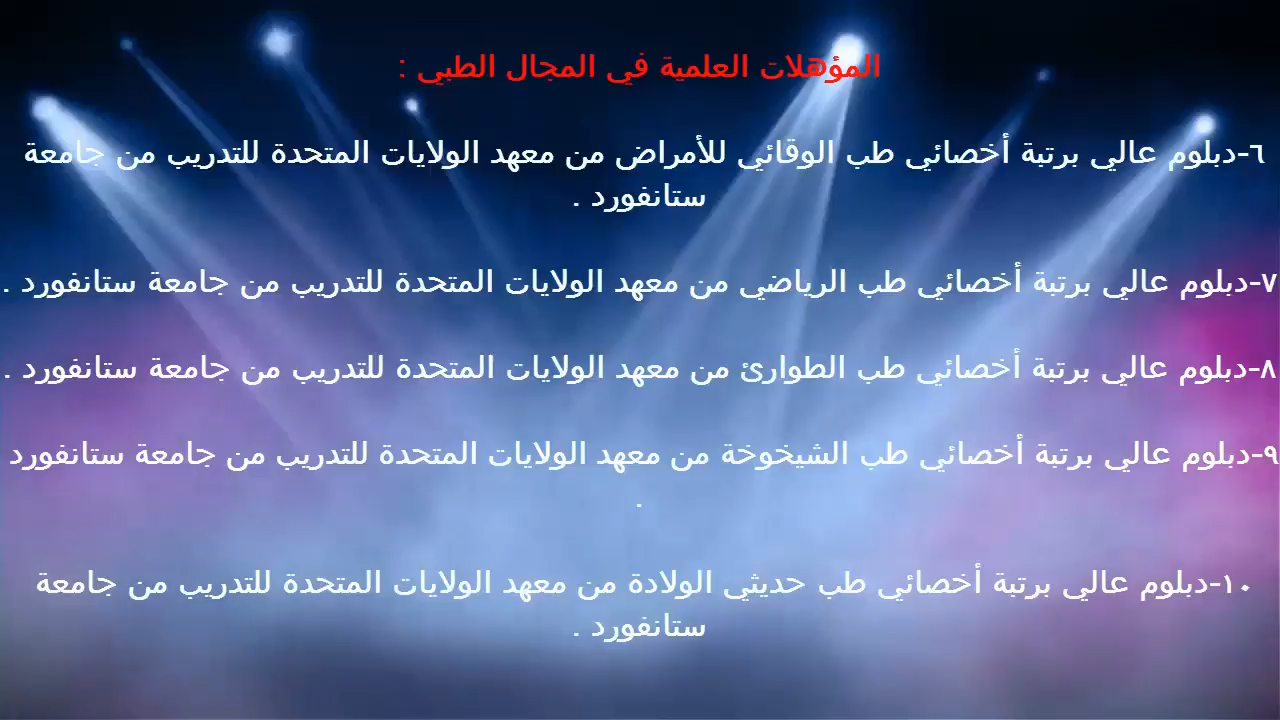 المؤهلات العلمية في المجال الطبي :
٦-دبلوم عالي برتبة أخصائي طب الوقائي للأمراض من معهد الولايات المتحدة للتدريب من جامعة
ستانفورد .
٧-دبلوم عالي برتبة أخصائي طب الرياضي من معهد الولايات المتحدة للتدريب من جامعة ستانفورد .
٨-دبلوم عالي برتبة أخصائي طب الطوارئ من معهد الولايات المتحدة للتدريب من جامعة ستانفورد .
٩-دبلوم عالي برتبة أخصائي طب الشيخوخة من معهد الولايات المتحدة للتدريب من جامعة ستانفورد
.
١٠-دبلوم عالي برتبة أخصائي طب حديثي الولادة من معهد الولايات المتحدة للتدريب من جامعة
ستانفورد .